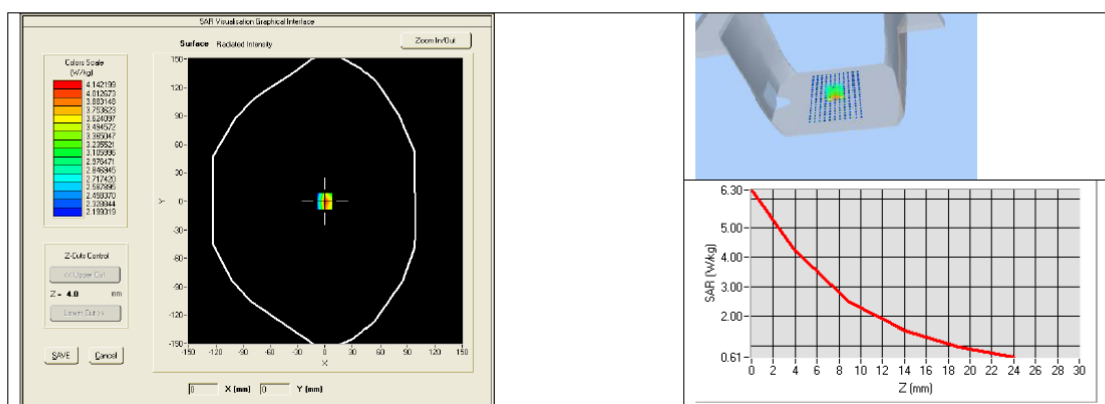 SAR Visualisation Graphical Interface
Surface Radiated Intensity
Zoom In/Out
Colors Scale
(W/kg)
4.142199
4.012673
3.883148
3.753623
3.624097
3.494572
3.365047
3.235521
3.105996
2.976471
2.846945
2.717420
2.587895
2.458370
2.328844
2.199319
Z-Cuts Control
<< Upper Cut
Z = 4.0 mm
Lower Cut >>
SAVE Cancel
150
120
90
60
30
0
-30
-60
-90
-120
-150
Y
-150 -120 -90 -60 -30 0 30 60 90 120 150
X
0 X (mm) 0 Y (mm)
SAR (W/kg)
6.30
5.00
4.00
3.00
2.00
0.61
0 2 4 6 8 10 12 14 16 18 20 22 24 26 28 30
Z (mm)